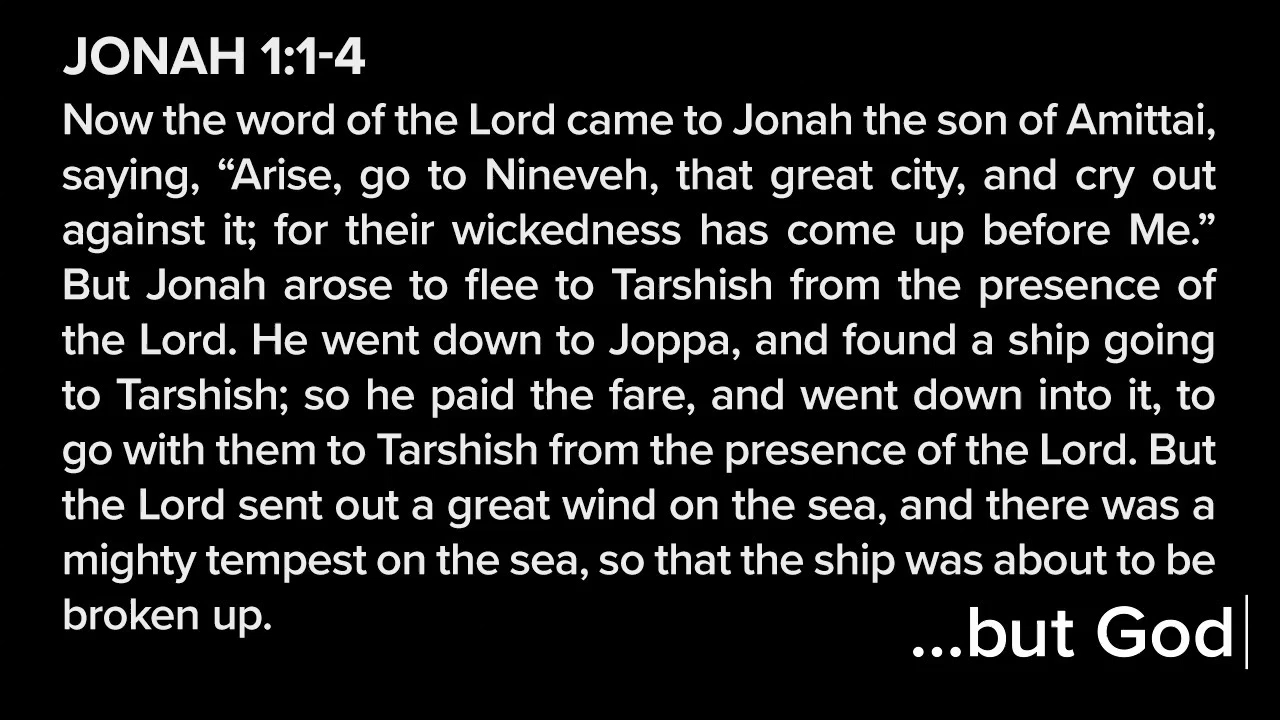 JONAH 1:1-4
Now the word of the Lord came to Jonah the son of Amittai,
saying, “Arise, go to Nineveh, that great city, and cry out
against it; for their wickedness has come up before Me.”
But Jonah arose to flee to Tarshish from the presence of
the Lord. He went down to Joppa, and found a ship going
to Tarshish; so he paid the fare, and went down into it, to
go with them to Tarshish from the presence of the Lord. But
the Lord sent out a great wind on the sea, and there was a
mighty tempest on the sea, so that the ship was about to be
broken up.
...but God